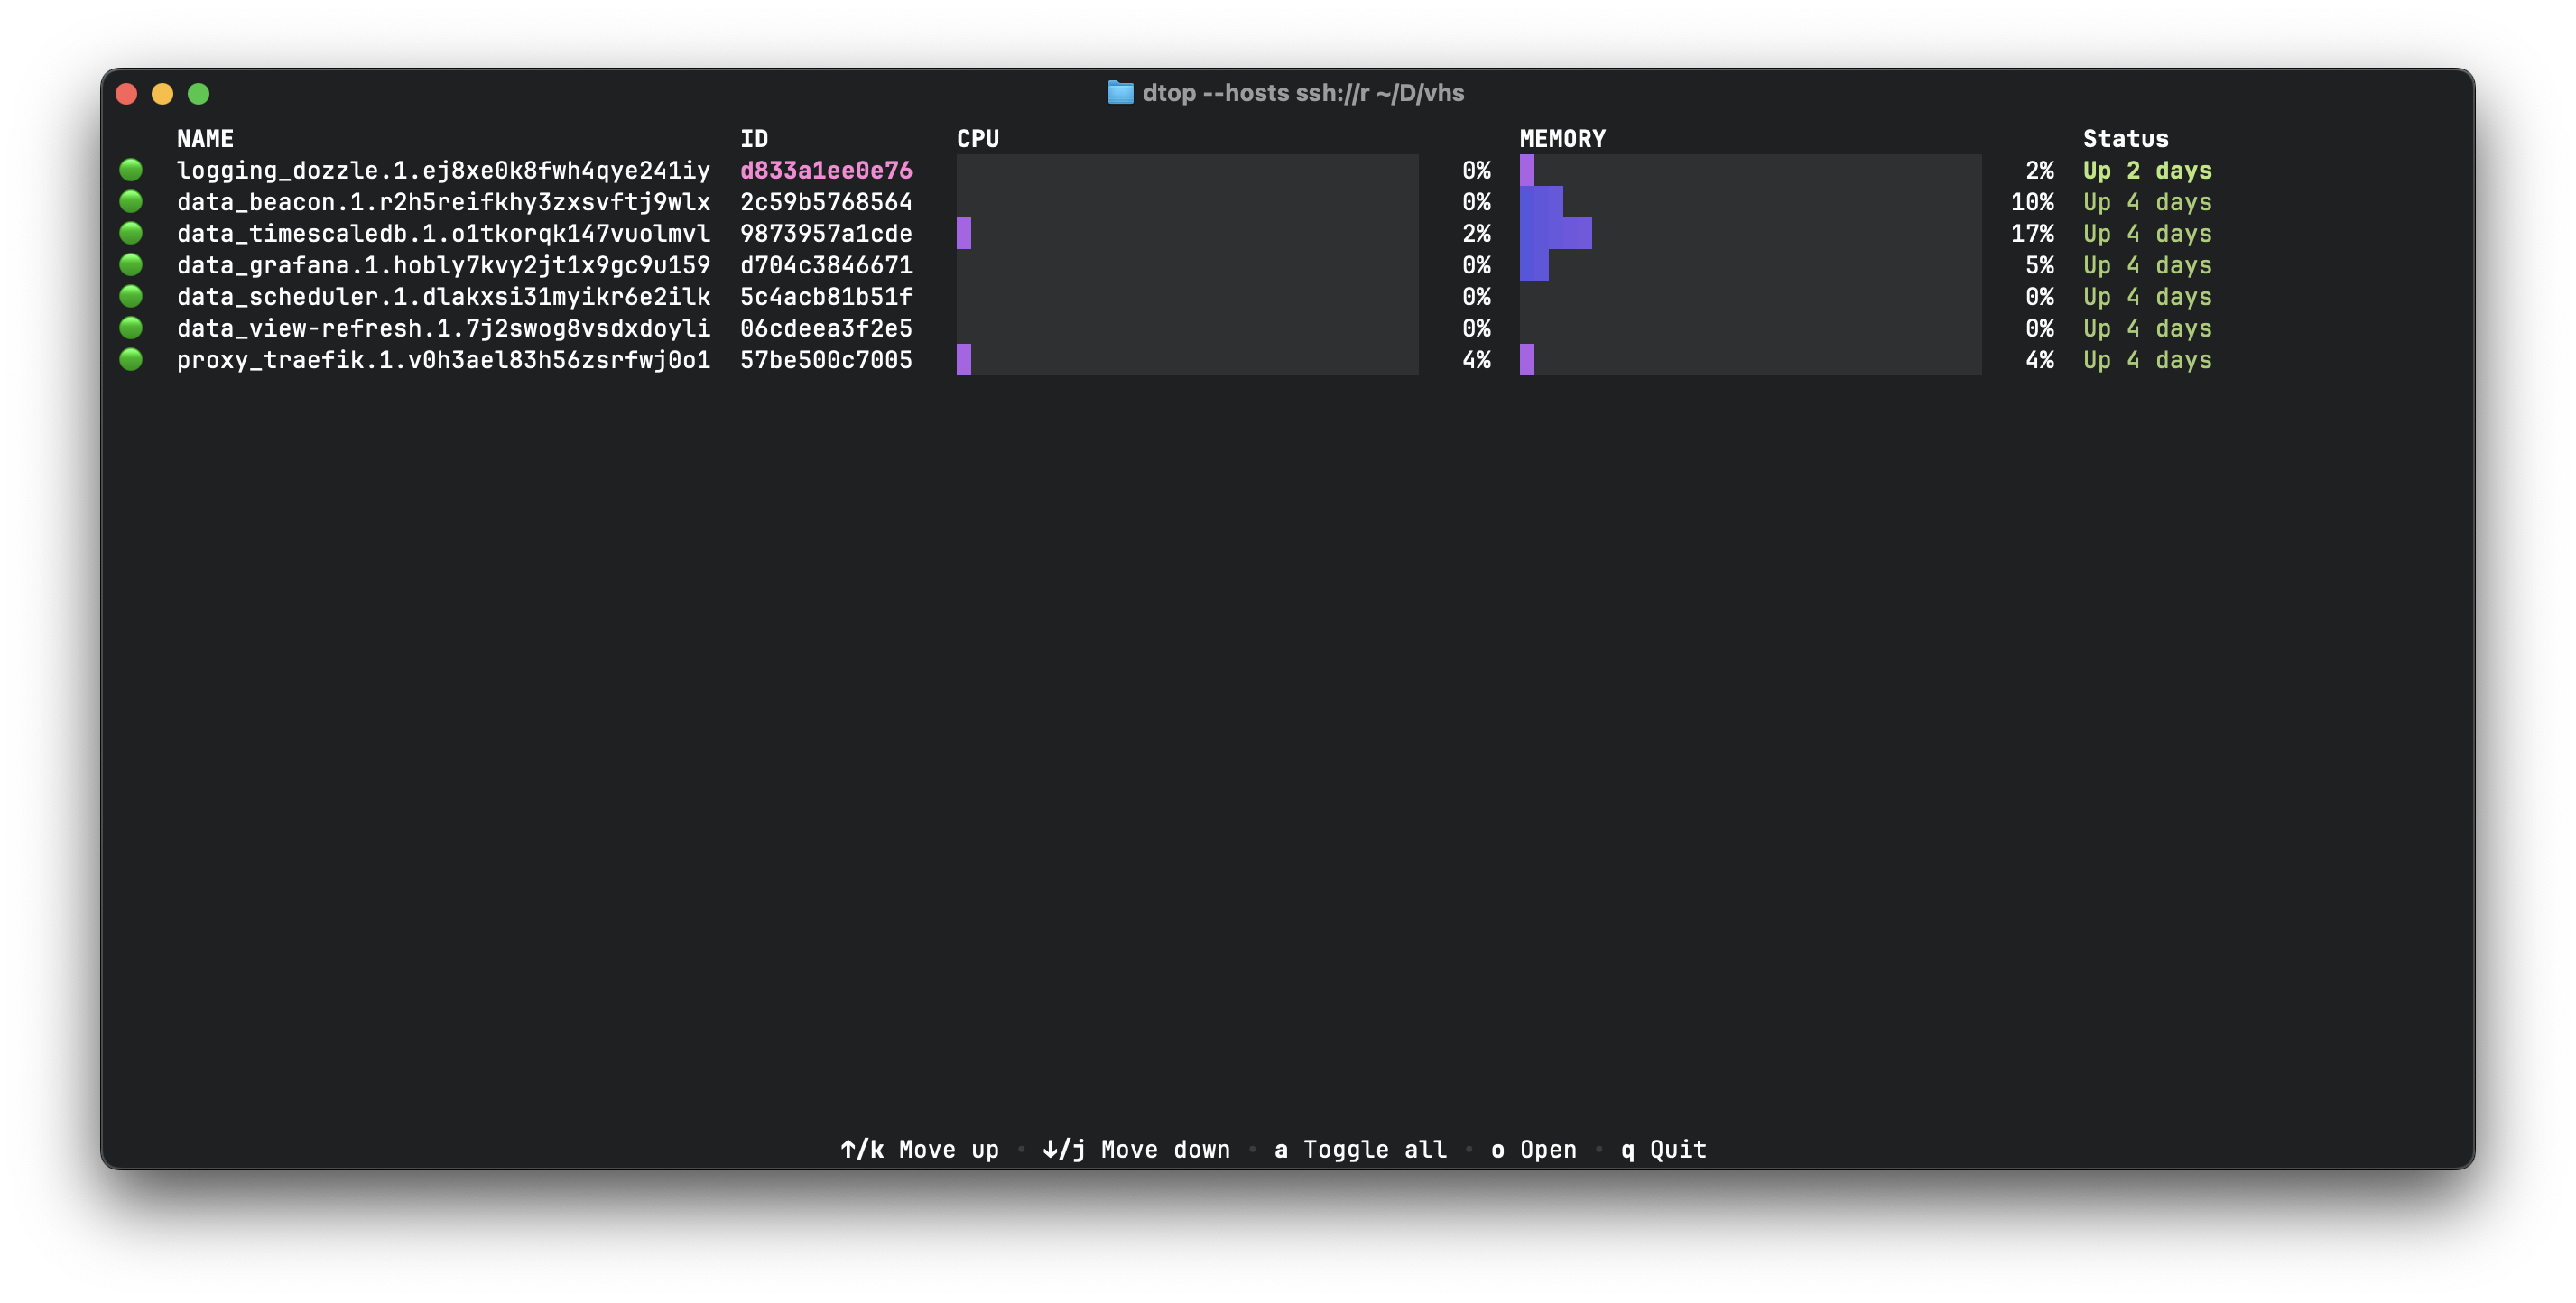 dtop --hosts ssh://r ~/D/vhs
NAME ID CPU MEMORY Status
logging_dozzle.1.ej8xe0k8fwh4qye241iy d833a1ee0e76 0% 2% Up 2 days
data_beacon.1.r2h5reifkhy3zxsvftj9wlx 2c59b5768564 0% 10% Up 4 days
data_timescaledb.1.o1tkorqk147vuolmvl 9873957a1cde 2% 17% Up 4 days
data_grafana.1.hobly7kvy2jt1x9gc9u159 d704c3846671 0% 5% Up 4 days
data_scheduler.1.dlakxsi31myikr6e2ilk 5c4acb81b51f 0% 0% Up 4 days
data_view-refresh.1.7j2swog8vsdxdoyli 06cdeea3f2e5 0% 0% Up 4 days
proxy_traefik.1.v0h3ael83h56zsrfwj0o1 57be500c7005 4% 4% Up 4 days
↑/k Move up • ↓/j Move down • a Toggle all • o Open • q Quit